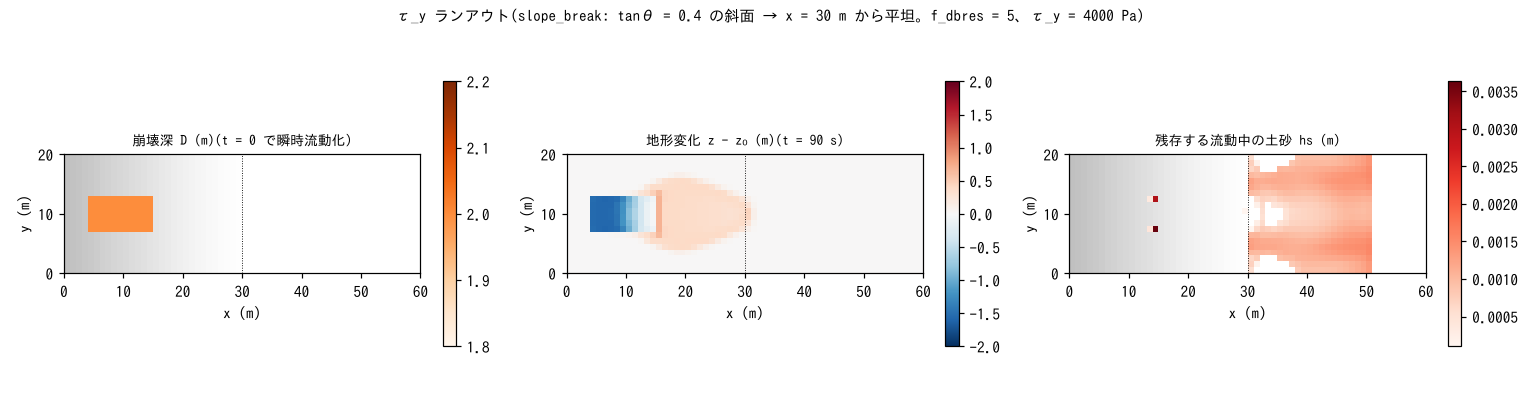 τ_y ランアウト(slope_break: tanθ = 0.4 の斜面 → x = 30 m から平坦。f_dbres = 5、τ_y = 4000 Pa)
崩壊深 D (m)(t = 0 で瞬時流動化)
20
10
0
y (m)
0 10 20 30 40 50 60
x (m)
2.2
2.1
2.0
1.9
1.8
地形変化 z − z₀ (m)(t = 90 s)
20
10
0
y (m)
0 10 20 30 40 50 60
x (m)
2.0
1.5
1.0
0.5
0.0
-0.5
-1.0
-1.5
-2.0
残存する流動中の土砂 hs (m)
20
10
0
y (m)
0 10 20 30 40 50 60
x (m)
0.0035
0.0030
0.0025
0.0020
0.0015
0.0010
0.0005